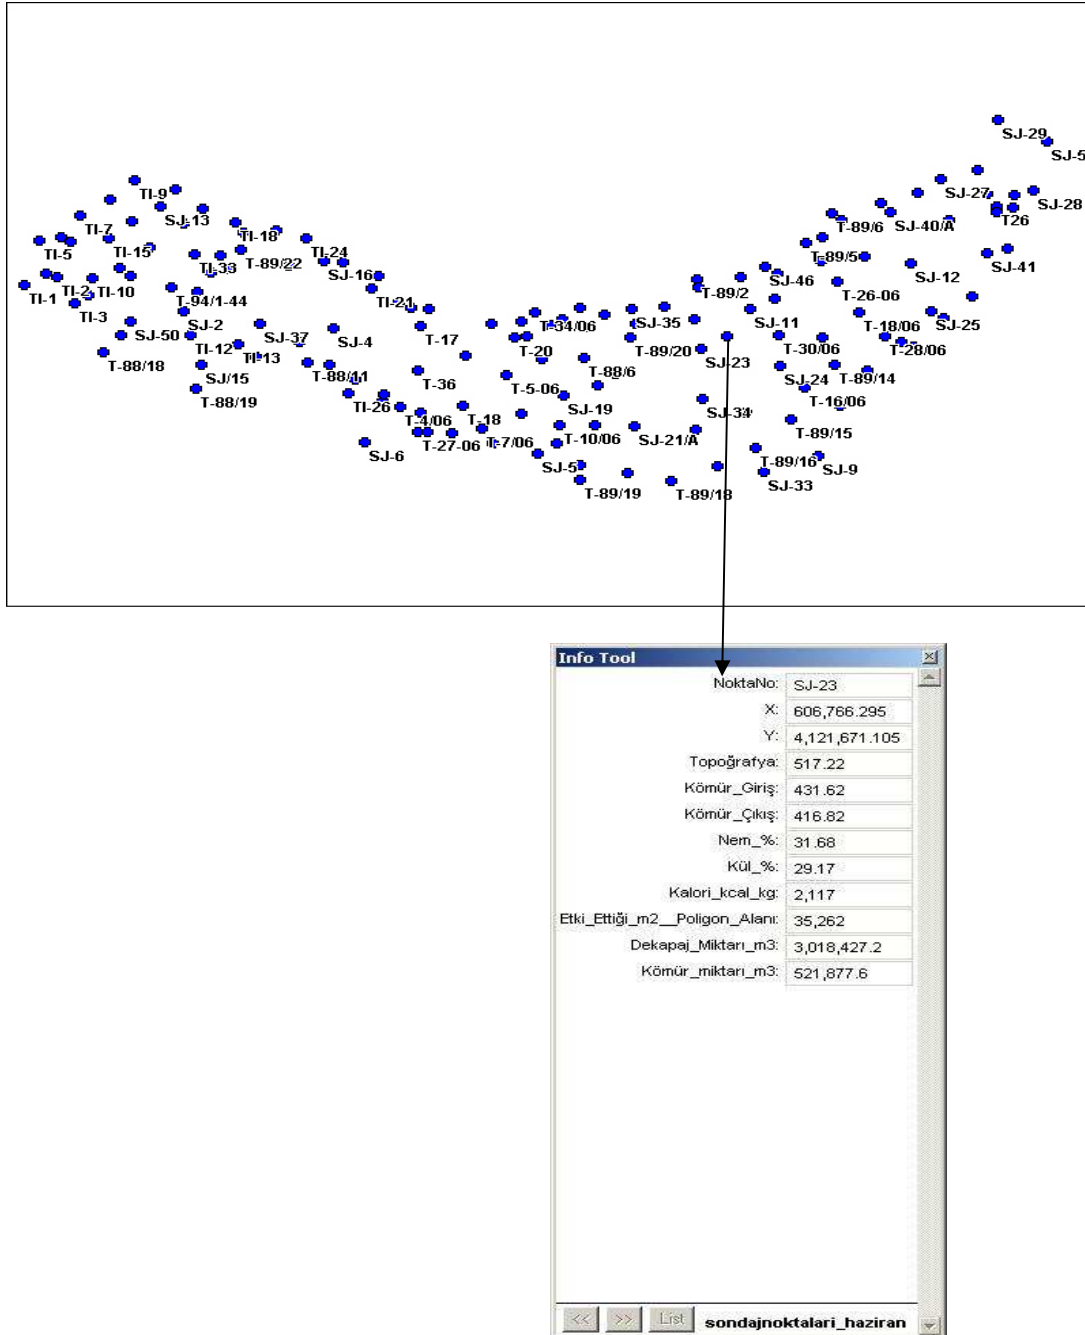 SJ-29
SJ-5
TI-9
SJ-27
SJ-28
SJ-13
T26
TI-7
T-89/6
SJ-40/A
TI-18
TI-5
TI-15
TI-24
T-89/5
SJ-41
TI-33
T-89/22
SJ-16
SJ-46
SJ-12
TI-1
TI-2
TI-10
T-94/1-44
TI-21
T-89/2
T-26-06
TI-3
SJ-2
T-34/06
SJ-35
SJ-11
T-18/06
SJ-25
SJ-50
TI-12
SJ-37
SJ-4
T-17
T-20
T-89/20
T-30/06
T-28/06
T-88/18
TI-13
SJ-23
SJ/15
T-88/11
T-36
T-88/6
SJ-24
T-89/14
T-88/19
T-5-06
T-16/06
TI-26
SJ-19
SJ-34
T-4/06
T-18
T-89/15
T-27-06
T-7/06
T-10/06
SJ-21/A
SJ-6
SJ-5
T-89/16
SJ-9
T-89/19
T-89/18
SJ-33
Info Tool
NoktaNo: SJ-23
X: 606,766.295
Y: 4,121,671.105
Topoğrafya: 517.22
Kömür_Giriş: 431.62
Kömür_Çıkış: 416.82
Nem_%: 31.68
Kül_%: 29.17
Kalori_kcal_kg: 2,117
Etki_Ettiği_m2__Poligon_Alanı: 35,262
Dekapaj_Miktarı_m3: 3,018,427.2
Kömür_miktarı_m3: 521,877.6
<< >> List sondajnoktalari_haziran